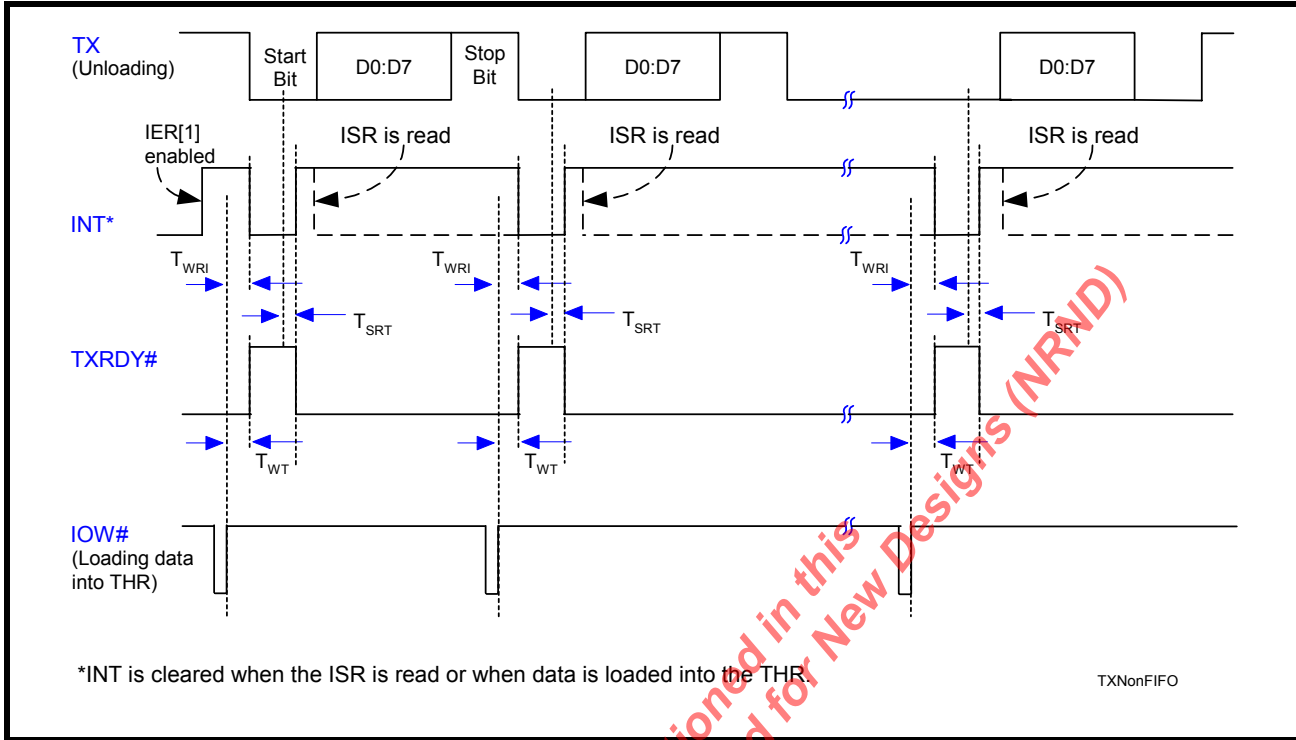 TX
(Unloading)
Start
Bit
D0:D7
Stop
Bit
D0:D7
D0:D7
IER[1]
enabled
ISR is read
ISR is read
ISR is read
INT*
TWRI
TWRI
TWRI
TSRT
TSRT
TSRT
TXRDY#
TWT
TWT
TWT
IOW#
(Loading data
into THR)
*INT is cleared when the ISR is read or when data is loaded into the THR.
TXNonFIFO
ioned in this
d for New Designs (NRND)